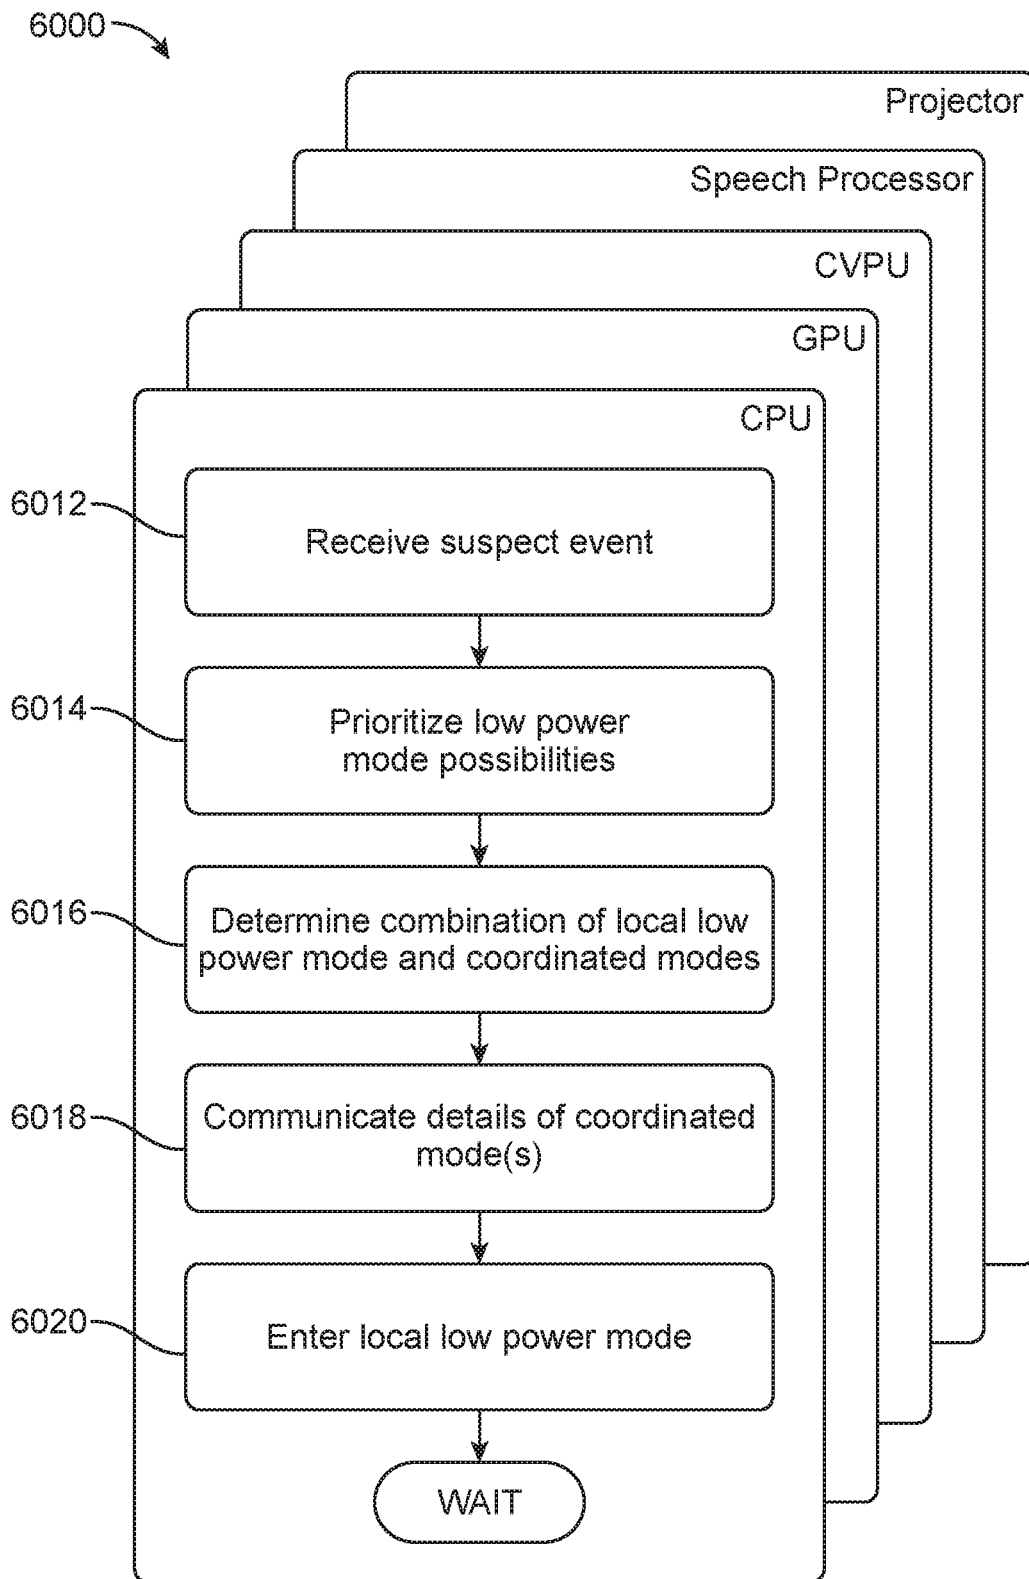 6000
Projector
Speech Processor
CVPU
GPU
CPU
6012
Receive suspect event
6014
Prioritize low power
mode possibilities
6016
Determine combination of local low
power mode and coordinated modes
6018
Communicate details of coordinated
mode(s)
6020
Enter local low power mode
WAIT